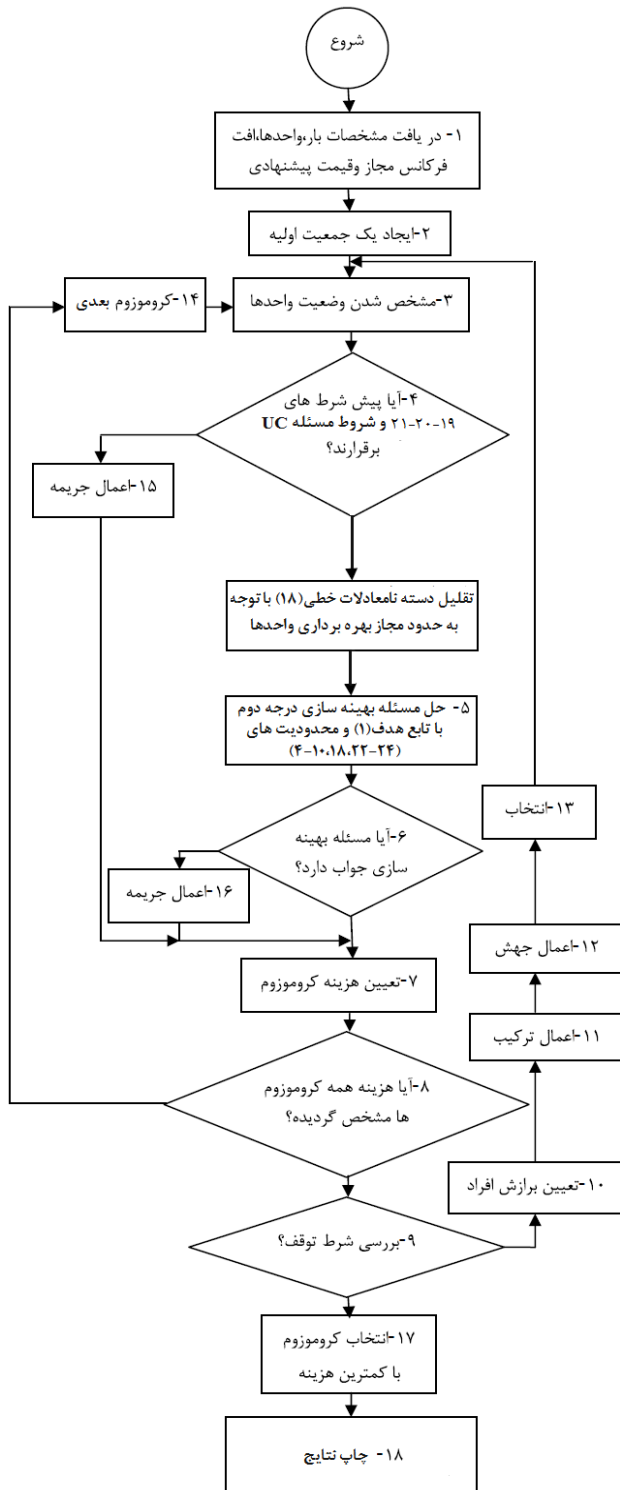 شروع
۱- در یافت مشخصات بار،واحدها،افت
فرکانس مجاز وقیمت پیشنهادی
۲-ایجاد یک جمعیت اولیه
۳-مشخص شدن وضعیت واحدها
۱۴-کروموزوم بعدی
۴-آیا پیش شرط های
۱۹-۲۰-۲۱ و شروط مسئله UC
برقرارند؟
۱۵-اعمال جریمه
تقلیل دسته نامعادلات خطی(۱۸) با توجه
به حدود مجاز بهره برداری واحدها
۵- حل مسئله بهینه سازی درجه دوم
با تابع هدف(۱) و محدودیت های
(۴-۱۰،۱۸،۲۲-۲۴)
۶-آیا مسئله بهینه
سازی جواب دارد؟
۱۶-اعمال جریمه
۷-تعیین هزینه کروموزوم
۸-آیا هزینه همه کروموزوم
ها مشخص گردیده؟
۹-بررسی شرط توقف؟
۱۰-تعیین برازش افراد
۱۱-اعمال ترکیب
۱۲-اعمال جهش
۱۳-انتخاب
۱۷-انتخاب کروموزوم
با کمترین هزینه
۱۸- چاپ نتایج